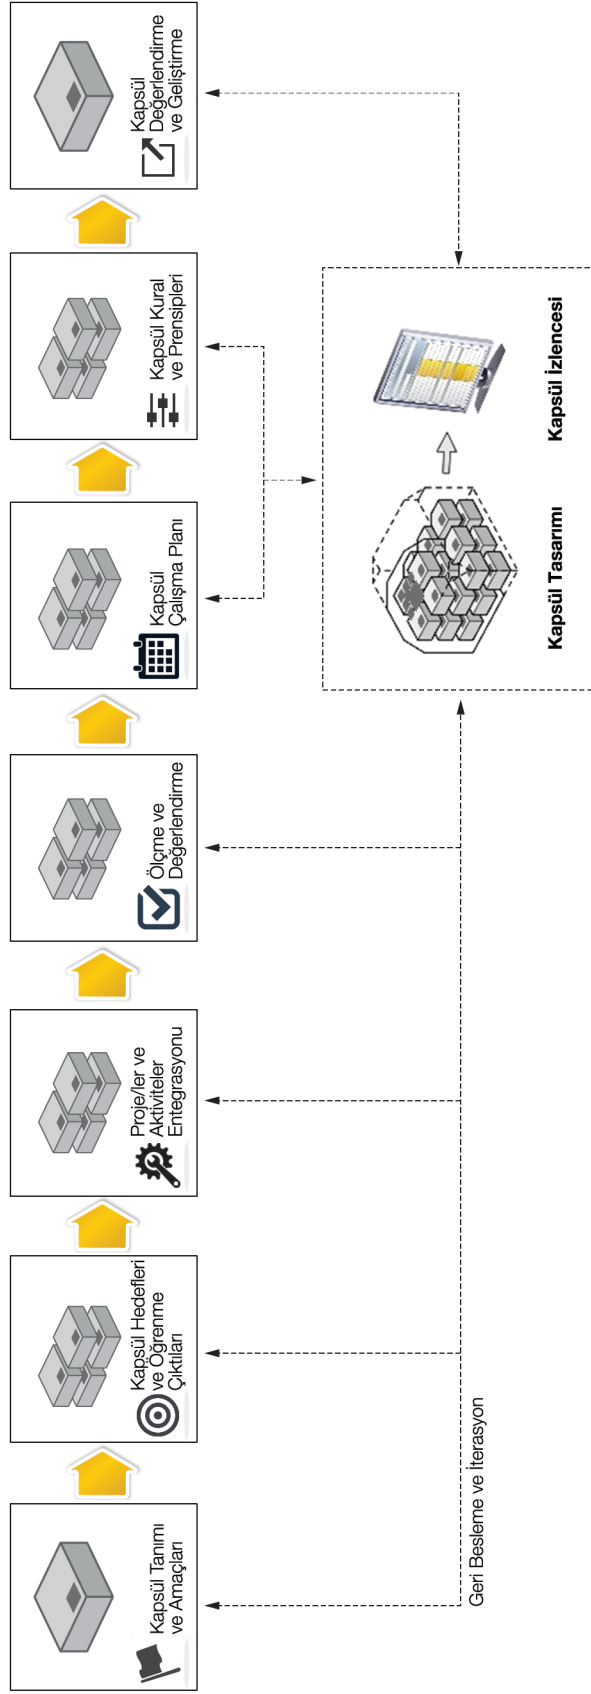 Kapsül Tanımı
ve Amaçları
Kapsül Hedefleri
ve Öğrenme
Çıktıları
Proje/ler ve
Aktiviteler
Entegrasyonu
Ölçme ve
Değerlendirme
Kapsül
Çalışma Planı
Kapsül Kural
ve Prensipleri
Kapsül
Değerlendirme
ve Geliştirme
Geri Besleme ve İterasyon
Kapsül Tasarımı
Kapsül İzlencesi